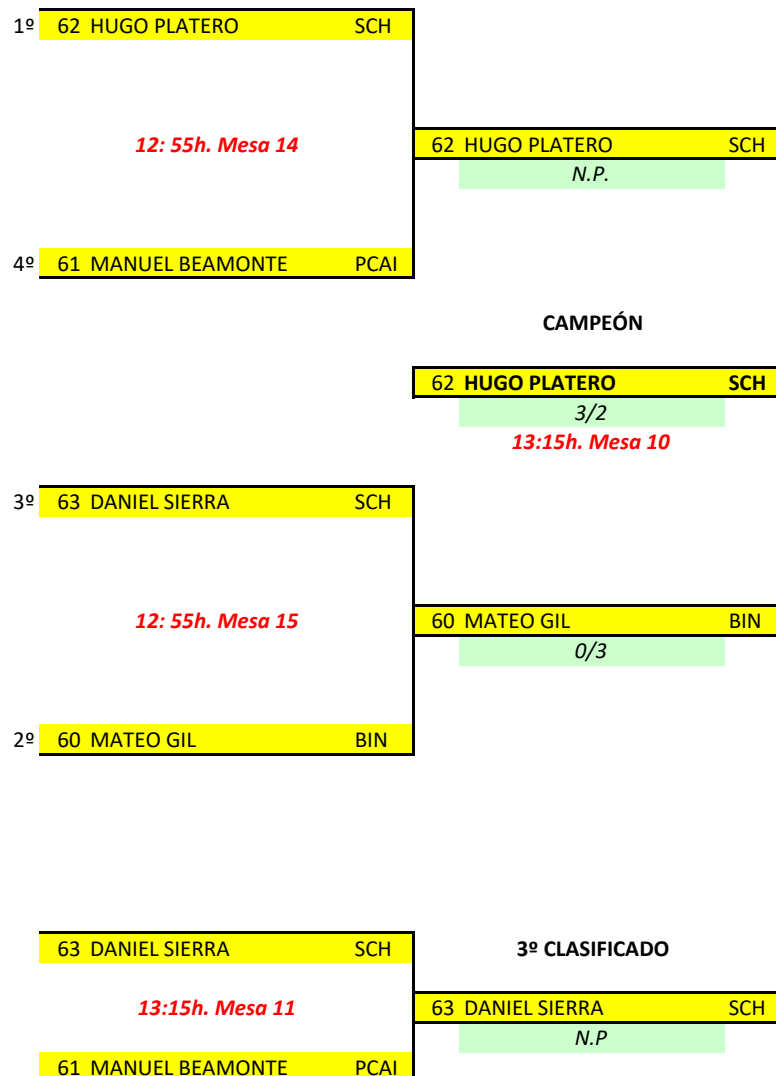 1º 62 HUGO PLATERO SCH
12: 55h. Mesa 14
62 HUGO PLATERO SCH
N.P.
4º 61 MANUEL BEAMONTE PCAI
CAMPEÓN
62 HUGO PLATERO SCH
3/2
13:15h. Mesa 10
3º 63 DANIEL SIERRA SCH
12: 55h. Mesa 15
60 MATEO GIL BIN
0/3
2º 60 MATEO GIL BIN
63 DANIEL SIERRA SCH
3º CLASIFICADO
13:15h. Mesa 11
63 DANIEL SIERRA SCH
N.P
61 MANUEL BEAMONTE PCAI